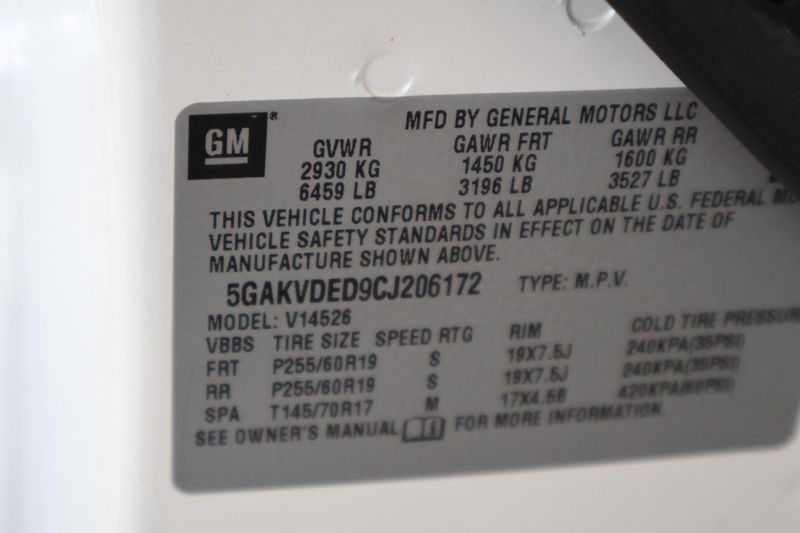 GM®
MFD BY GENERAL MOTORS LLC
GVWR GAWR FRT GAWR RR
2930 KG 1450 KG 1600 KG
6459 LB 3196 LB 3527 LB
THIS VEHICLE CONFORMS TO ALL APPLICABLE U.S. FEDERAL MO
VEHICLE SAFETY STANDARDS IN EFFECT ON THE DATE OF
MANUFACTURE SHOWN ABOVE.
5GAKVDED9CJ206172 TYPE: M.P.V.
MODEL: V14526
VBBS TIRE SIZE SPEED RTG RIM COLD TIRE PRESSUR
FRT P255/60R19 S 19X7.5J 240KPA(35PSI)
RR P255/60R19 S 19X7.5J 240KPA(35PSI)
SPA T145/70R17 M 17X4.5B 420KPA(60PSI)
SEE OWNER'S MANUAL FOR MORE INFORMATION.